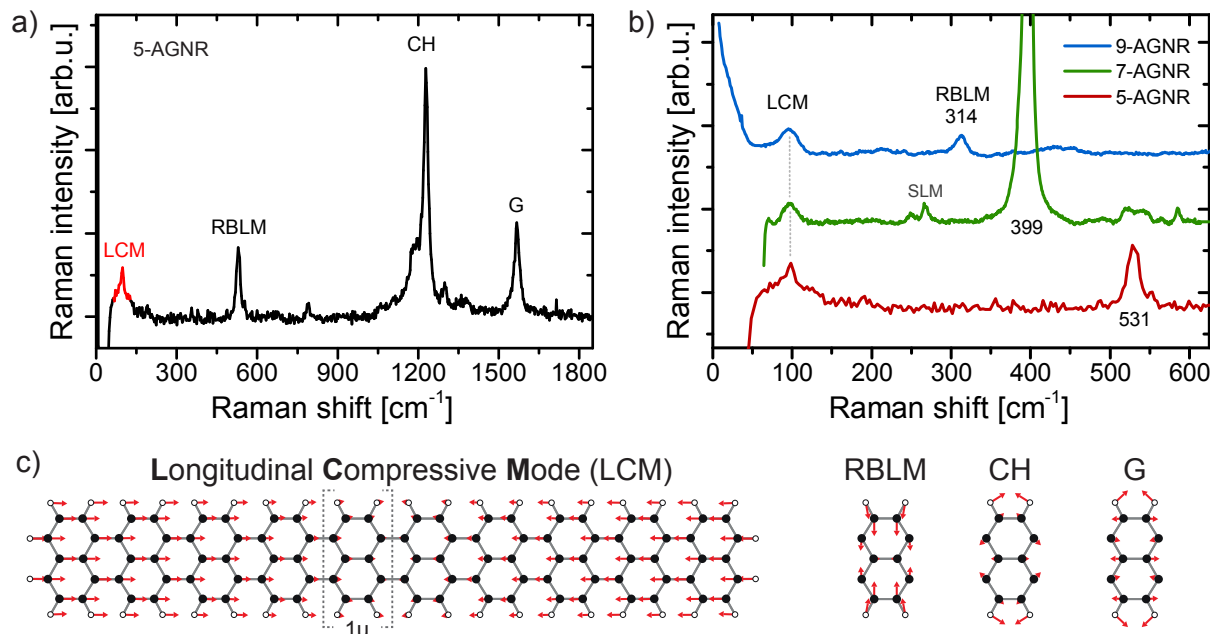 a)
5-AGNR
LCM
RBLM
CH
G
Raman intensity [arb.u.]
0 300 600 900 1200 1500 1800
Raman shift [cm⁻¹]
b)
9-AGNR
7-AGNR
5-AGNR
LCM
RBLM
314
SLM
399
531
Raman intensity [arb.u.]
0 100 200 300 400 500 600
Raman shift [cm⁻¹]
c)
Longitudinal Compressive Mode (LCM)
RBLM
CH
G
1u